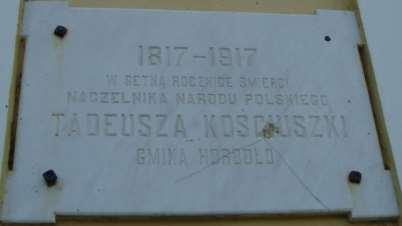 1817-1917
W SETNĄ ROCZNICĘ ŚMIERCI
NACZELNIKA NARODU POLSKIEGO
TADEUSZA KOŚCIUSZKI
GMINA HORODŁO